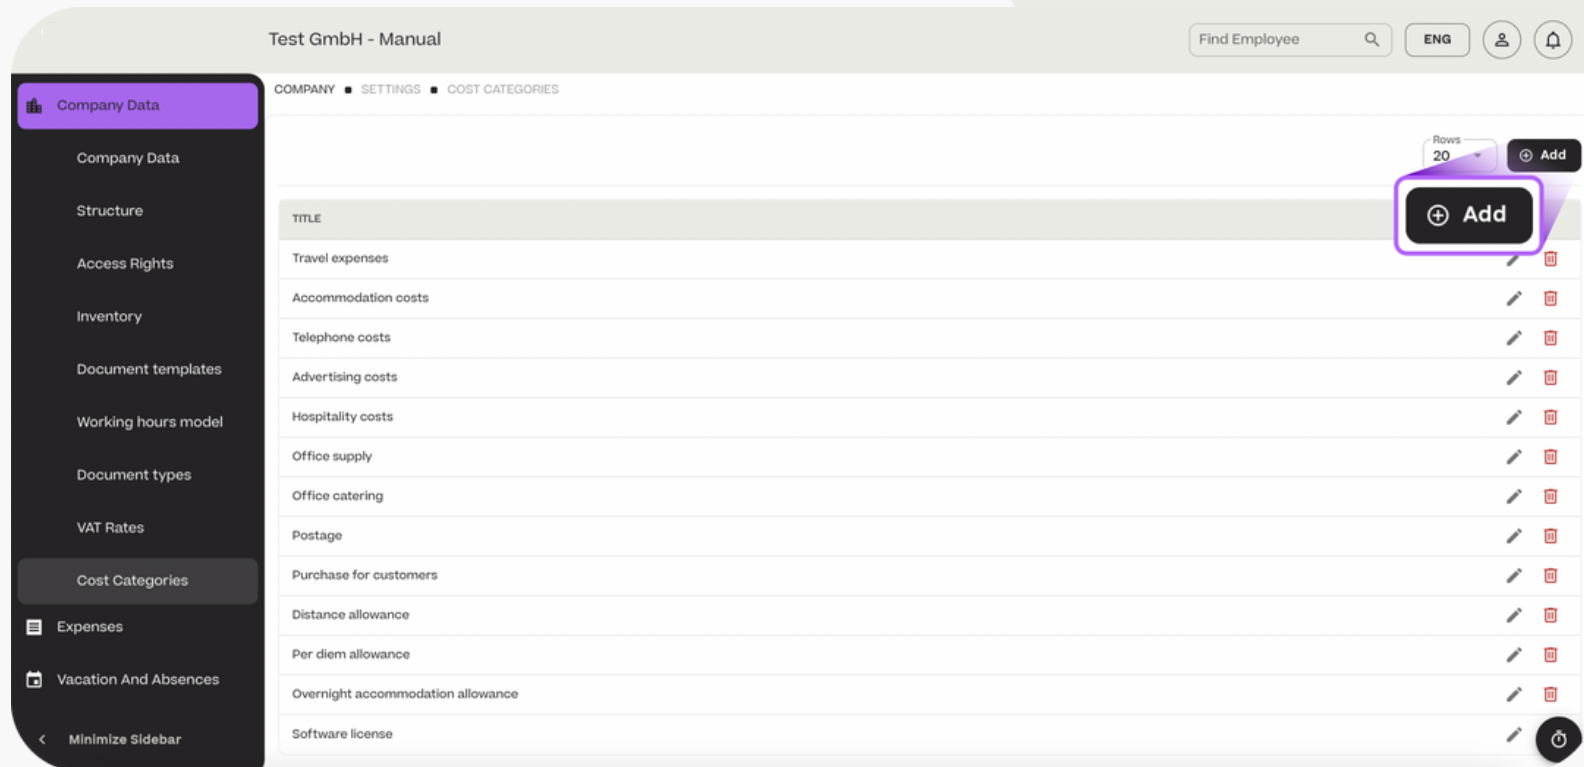 Test GmbH - Manual
Find Employee
ENG
Company Data
Company Data
Structure
Access Rights
Inventory
Document templates
Working hours model
Document types
VAT Rates
Cost Categories
Expenses
Vacation And Absences
Minimize Sidebar
COMPANY ■ SETTINGS ■ COST CATEGORIES
Rows
20
Add
Add
TITLE
Travel expenses
Accommodation costs
Telephone costs
Advertising costs
Hospitality costs
Office supply
Office catering
Postage
Purchase for customers
Distance allowance
Per diem allowance
Overnight accommodation allowance
Software license